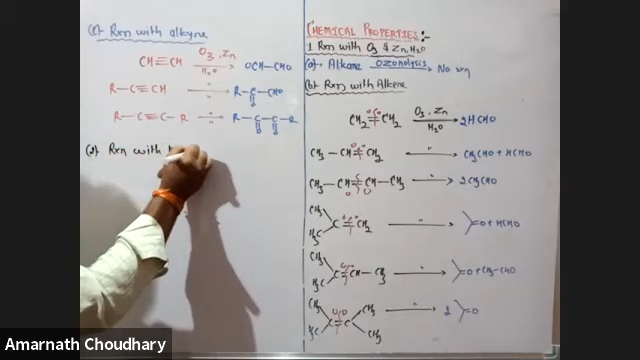 (c) Rxn with alkyne
CH≡CH O3, Zn H2O OCH—CHO
R—C≡CH " " R—C—CHO O
R—C≡C—R " " R—C—C—R O O
(2) Rxn with
CHEMICAL PROPERTIES:-
1 Rxn with O3 & Zn, H2O
(a) Alkane Ozonolysis No rxn
(b) Rxn with Alkene
CH2=CH2 O3, Zn H2O 2HCHO
CH3—CH=CH2 " CH3CHO + HCHO
CH3—CH=CH—CH3 " 2CH3CHO
CH3 H3C C=CH2 " =O + HCHO
CH3 H3C C=CH—CH3 " =O + CH3-CHO
CH3 H3C C=C CH3 CH3 " 2 =O
Amarnath Choudhary